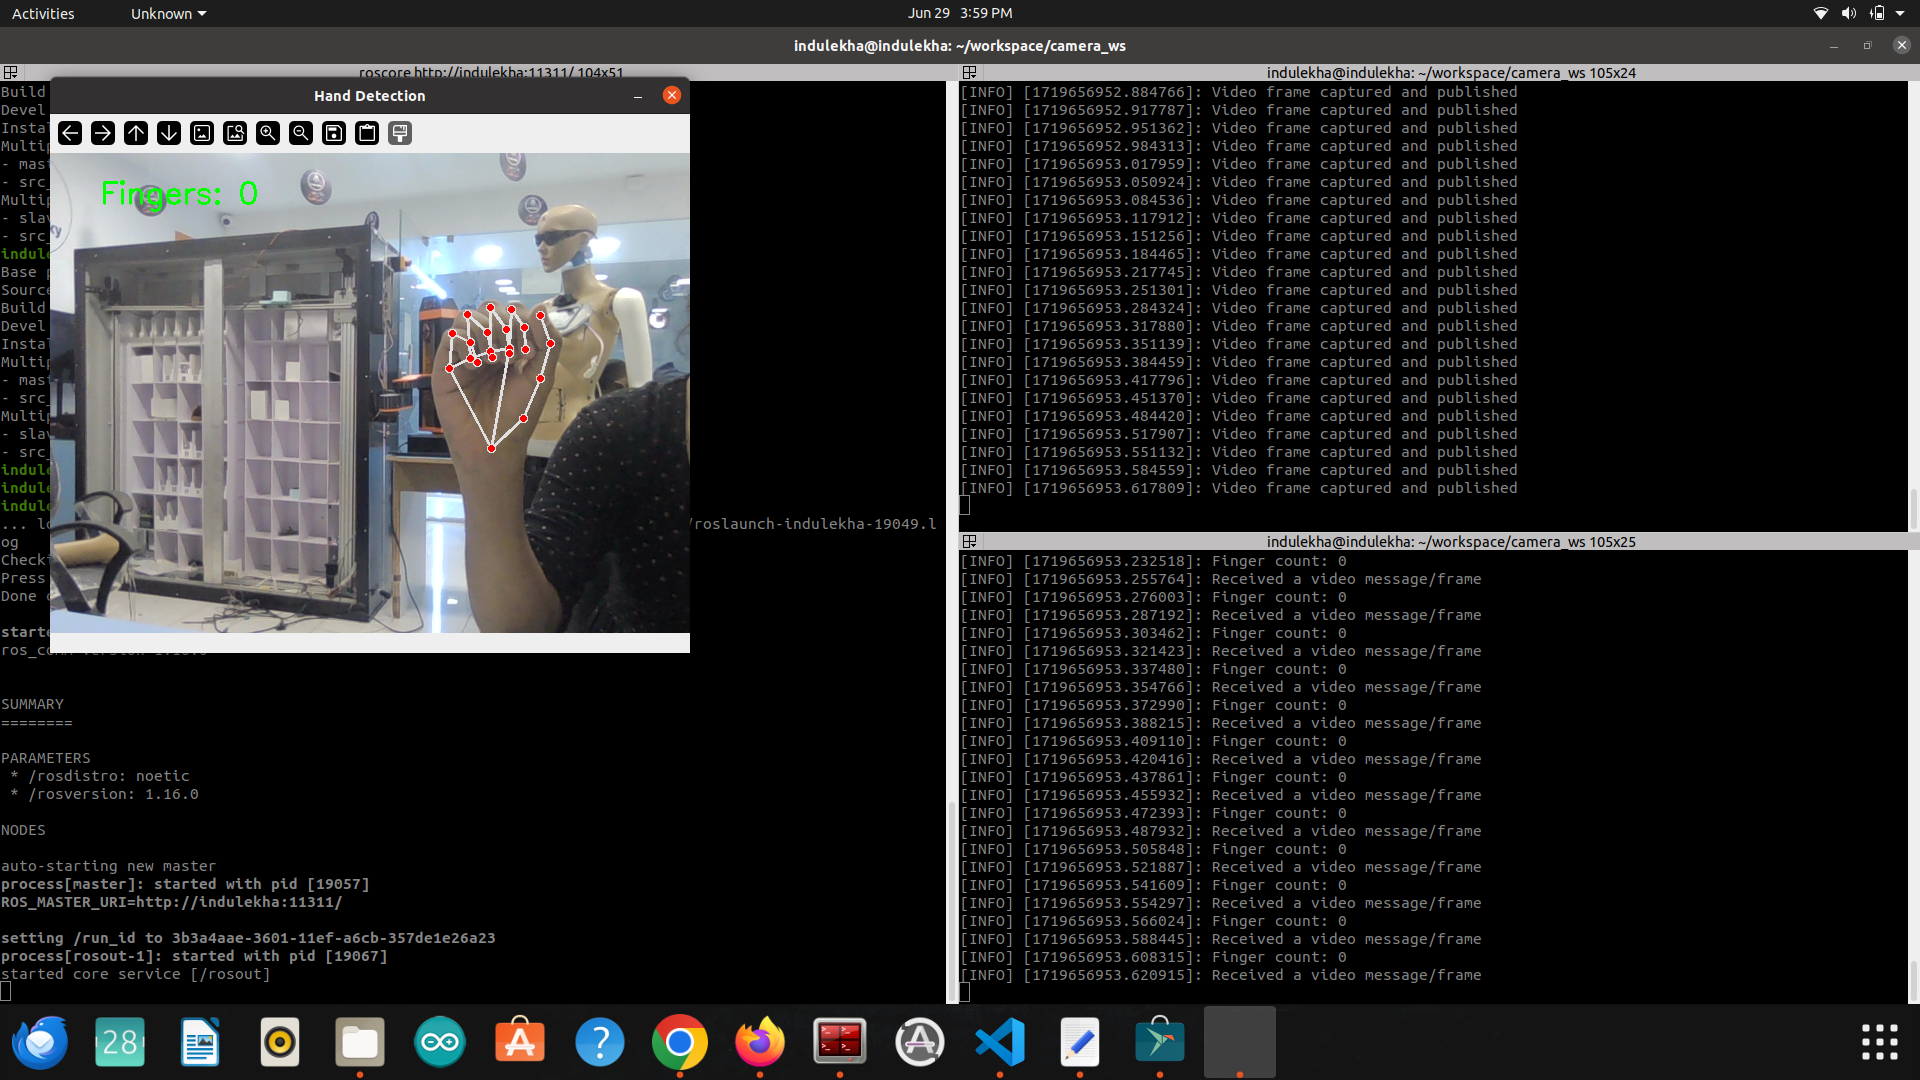 Activities
Unknown
Jun 29 3:59 PM
indulekha@indulekha: ~/workspace/camera_ws
roscore http://indulekha:11311/ 104x51
Hand Detection
Fingers: 0
Build
Devel
Instal
Multip
- mast
- src_
Multip
- slav
- src_
indule
Base p
Source
Build
Devel
Instal
Multip
- mast
- src_
Multip
- slav
- src_
indule
indule
indule
... lo /roslaunch-indulekha-19049.l
og
Checki
Press
Done c
starte
SUMMARY
========
PARAMETERS
* /rosdistro: noetic
* /rosversion: 1.16.0
NODES
auto-starting new master
process[master]: started with pid [19057]
ROS_MASTER_URI=http://indulekha:11311/
setting /run_id to 3b3a4aae-3601-11ef-a6cb-357de1e26a23
process[rosout-1]: started with pid [19067]
started core service [/rosout]
indulekha@indulekha: ~/workspace/camera_ws 105x24
[INFO] [1719656952.884766]: Video frame captured and published
[INFO] [1719656952.917787]: Video frame captured and published
[INFO] [1719656952.951362]: Video frame captured and published
[INFO] [1719656952.984313]: Video frame captured and published
[INFO] [1719656953.017959]: Video frame captured and published
[INFO] [1719656953.050924]: Video frame captured and published
[INFO] [1719656953.084536]: Video frame captured and published
[INFO] [1719656953.117912]: Video frame captured and published
[INFO] [1719656953.151256]: Video frame captured and published
[INFO] [1719656953.184465]: Video frame captured and published
[INFO] [1719656953.217745]: Video frame captured and published
[INFO] [1719656953.251301]: Video frame captured and published
[INFO] [1719656953.284324]: Video frame captured and published
[INFO] [1719656953.317880]: Video frame captured and published
[INFO] [1719656953.351139]: Video frame captured and published
[INFO] [1719656953.384459]: Video frame captured and published
[INFO] [1719656953.417796]: Video frame captured and published
[INFO] [1719656953.451370]: Video frame captured and published
[INFO] [1719656953.484420]: Video frame captured and published
[INFO] [1719656953.517907]: Video frame captured and published
[INFO] [1719656953.551132]: Video frame captured and published
[INFO] [1719656953.584559]: Video frame captured and published
[INFO] [1719656953.617809]: Video frame captured and published
indulekha@indulekha: ~/workspace/camera_ws 105x25
[INFO] [1719656953.232518]: Finger count: 0
[INFO] [1719656953.255764]: Received a video message/frame
[INFO] [1719656953.276003]: Finger count: 0
[INFO] [1719656953.287192]: Received a video message/frame
[INFO] [1719656953.303462]: Finger count: 0
[INFO] [1719656953.321423]: Received a video message/frame
[INFO] [1719656953.337480]: Finger count: 0
[INFO] [1719656953.354766]: Received a video message/frame
[INFO] [1719656953.372990]: Finger count: 0
[INFO] [1719656953.388215]: Received a video message/frame
[INFO] [1719656953.409110]: Finger count: 0
[INFO] [1719656953.420416]: Received a video message/frame
[INFO] [1719656953.437861]: Finger count: 0
[INFO] [1719656953.455932]: Received a video message/frame
[INFO] [1719656953.472393]: Finger count: 0
[INFO] [1719656953.487932]: Received a video message/frame
[INFO] [1719656953.505848]: Finger count: 0
[INFO] [1719656953.521887]: Received a video message/frame
[INFO] [1719656953.541609]: Finger count: 0
[INFO] [1719656953.554297]: Received a video message/frame
[INFO] [1719656953.566024]: Finger count: 0
[INFO] [1719656953.588445]: Received a video message/frame
[INFO] [1719656953.608315]: Finger count: 0
[INFO] [1719656953.620915]: Received a video message/frame
28